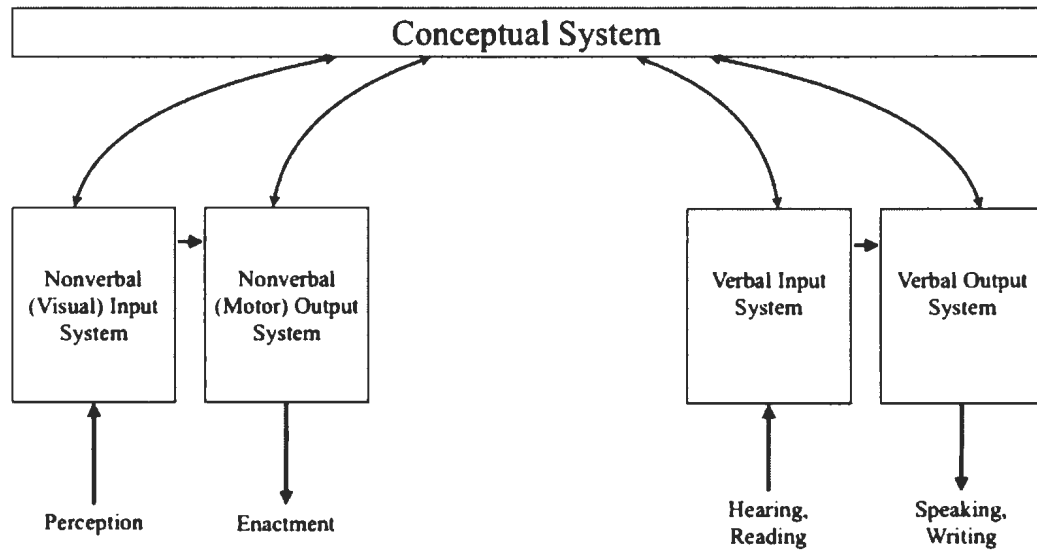 Conceptual System
Nonverbal
(Visual) Input
System
Nonverbal
(Motor) Output
System
Verbal Input
System
Verbal Output
System
Perception
Enactment
Hearing,
Reading
Speaking,
Writing